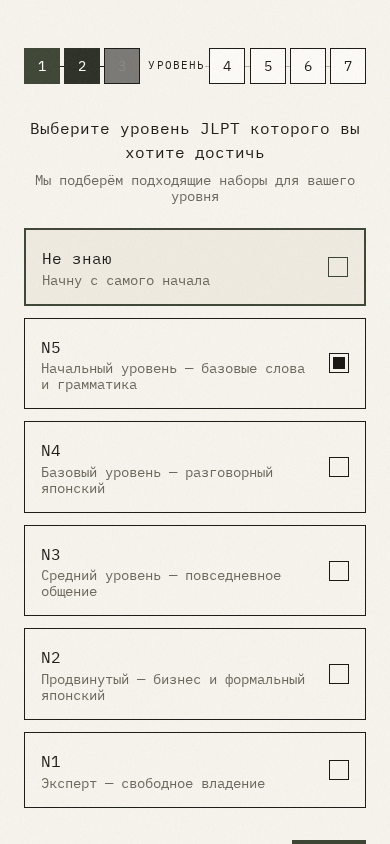 1 2 3 УРОВЕНЬ 4 5 6 7
Выберите уровень JLPT которого вы
хотите достичь
Мы подберём подходящие наборы для вашего
уровня
Не знаю
Начну с самого начала
N5
Начальный уровень — базовые слова
и грамматика
N4
Базовый уровень — разговорный
японский
N3
Средний уровень — повседневное
общение
N2
Продвинутый — бизнес и формальный
японский
N1
Эксперт — свободное владение